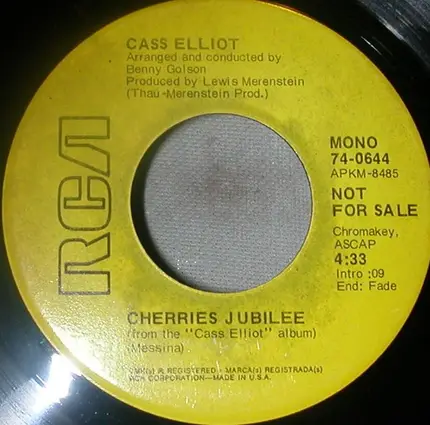 CASS ELLIOT
Arranged and conducted by
Benny Golson
Produced by Lewis Merenstein
(Thau-Merenstein Prod.)
RCA
MONO
74-0644
APKM-8485
NOT
FOR SALE
Chromakey,
ASCAP
4:33
Intro :09
End: Fade
CHERRIES JUBILEE
(from the "Cass Elliot" album)
(Messina)
TMK(s) ® REGISTERED - MARCA(s) REGISTRADA(s)
RCA CORPORATION—MADE IN U.S.A.